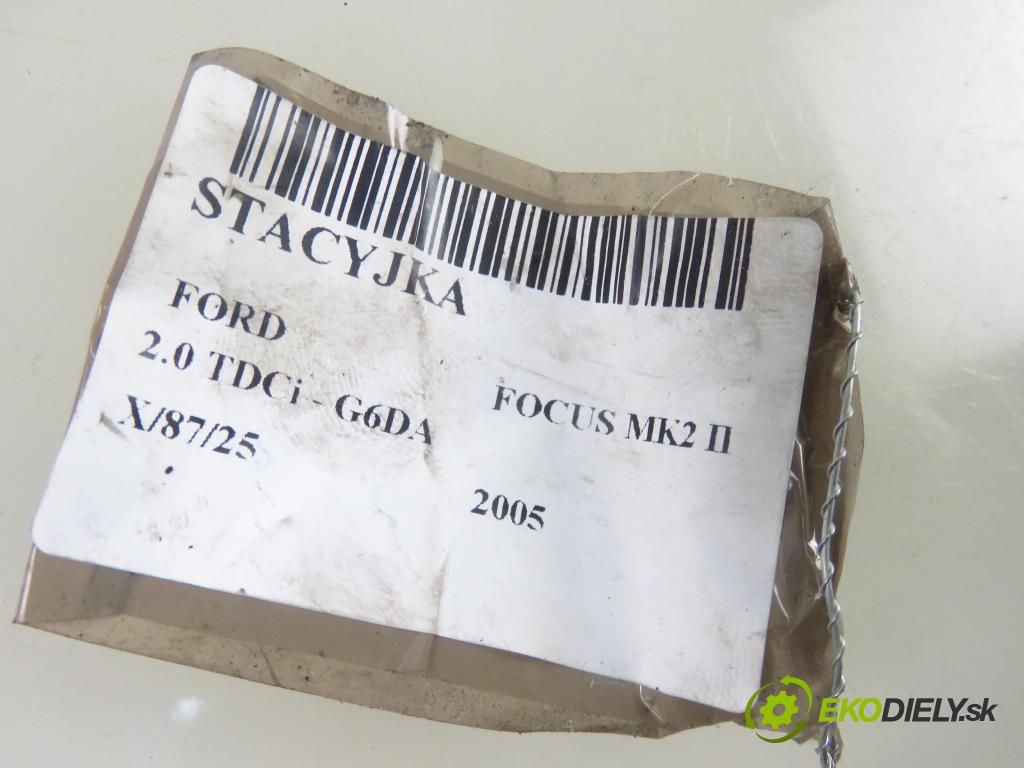 STACYJKA
FORD
FOCUS MK2 II
2.0 TDCi - G6DA
2005
X/87/25
EKODIELY.sk